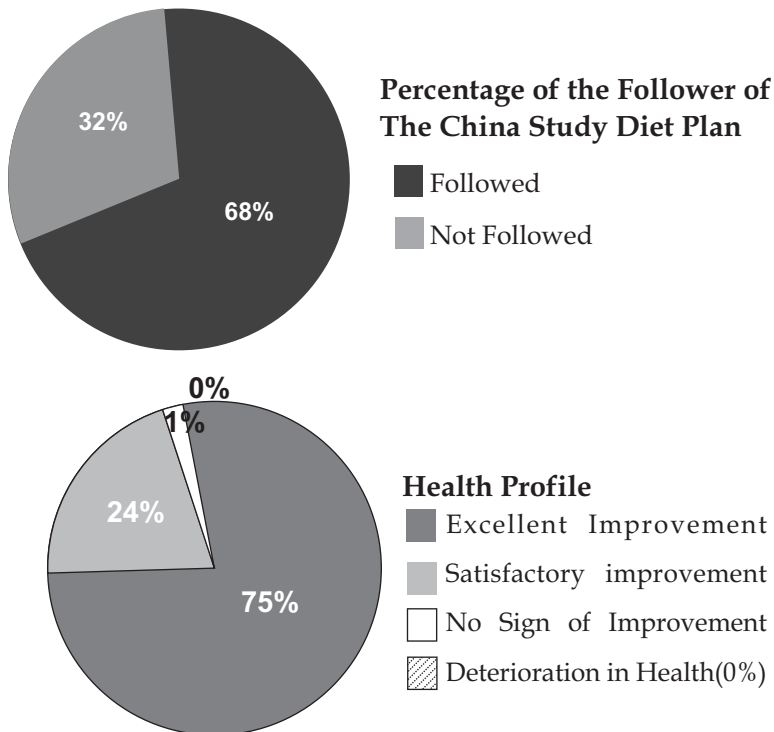 32%
68%
Percentage of the Follower of
The China Study Diet Plan
Followed
Not Followed
0%
1%
24%
75%
Health Profile
Excellent Improvement
Satisfactory improvement
No Sign of Improvement
Deterioration in Health(0%)